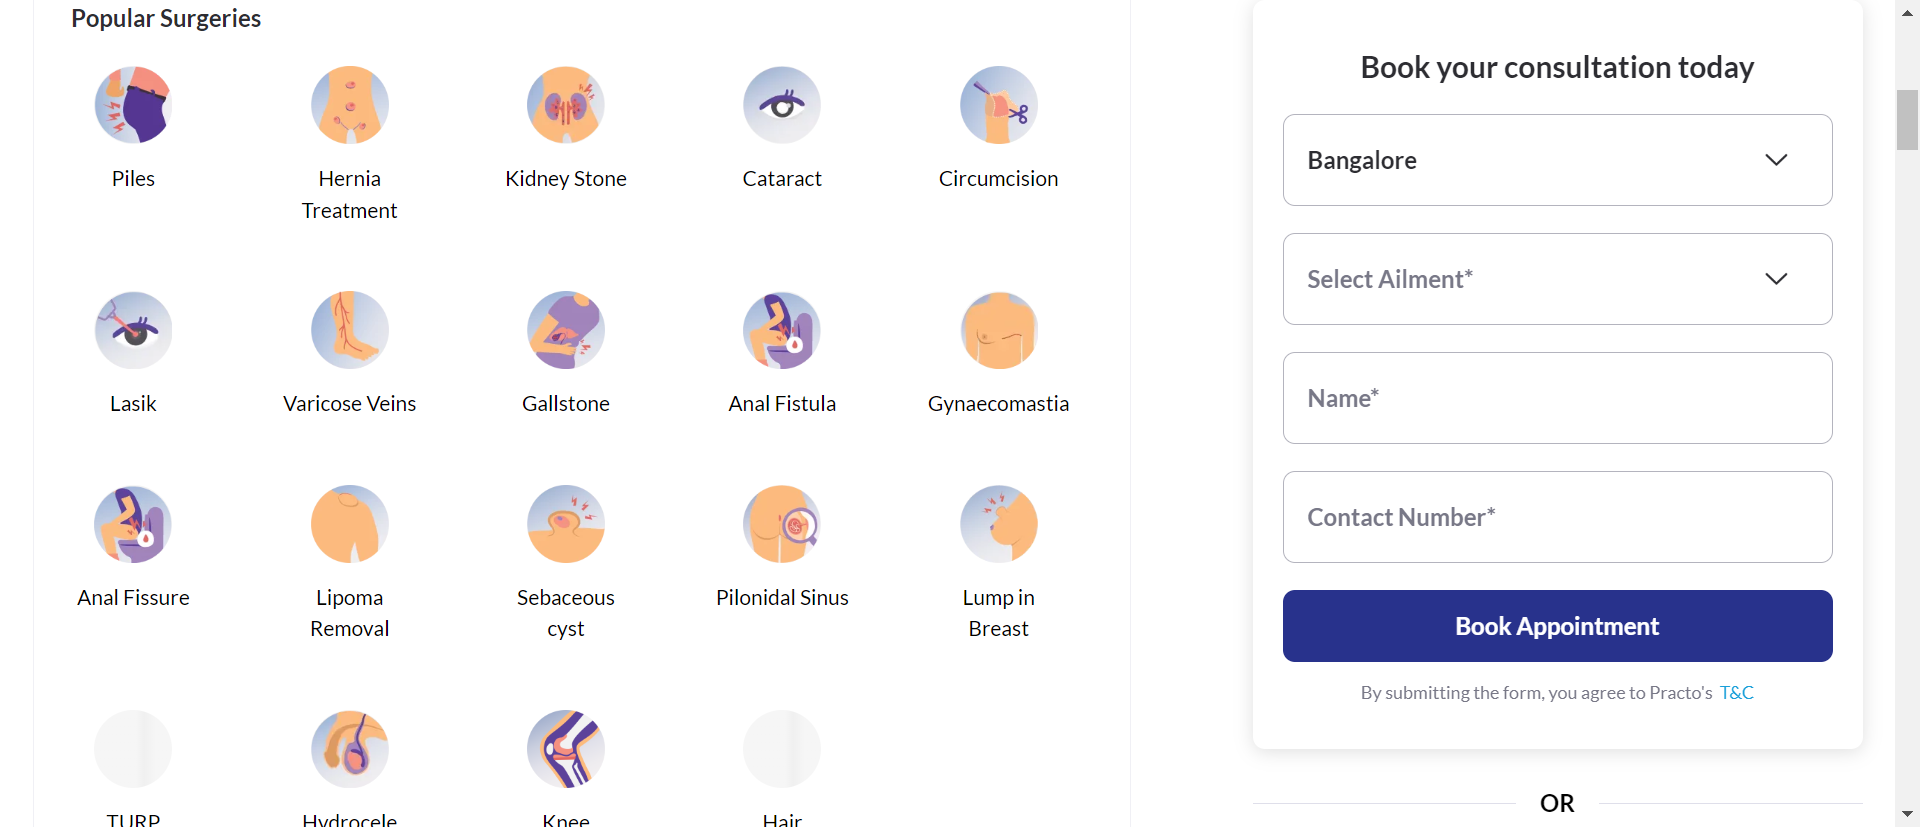 Popular Surgeries
Piles
Hernia
Treatment
Kidney Stone
Cataract
Circumcision
Lasik
Varicose Veins
Gallstone
Anal Fistula
Gynaecomastia
Anal Fissure
Lipoma
Removal
Sebaceous
cyst
Pilonidal Sinus
Lump in
Breast
TURP
Hydrocele
Knee
Hair
Book your consultation today
Bangalore
Select Ailment*
Name*
Contact Number*
Book Appointment
By submitting the form, you agree to Practo's T&C
OR